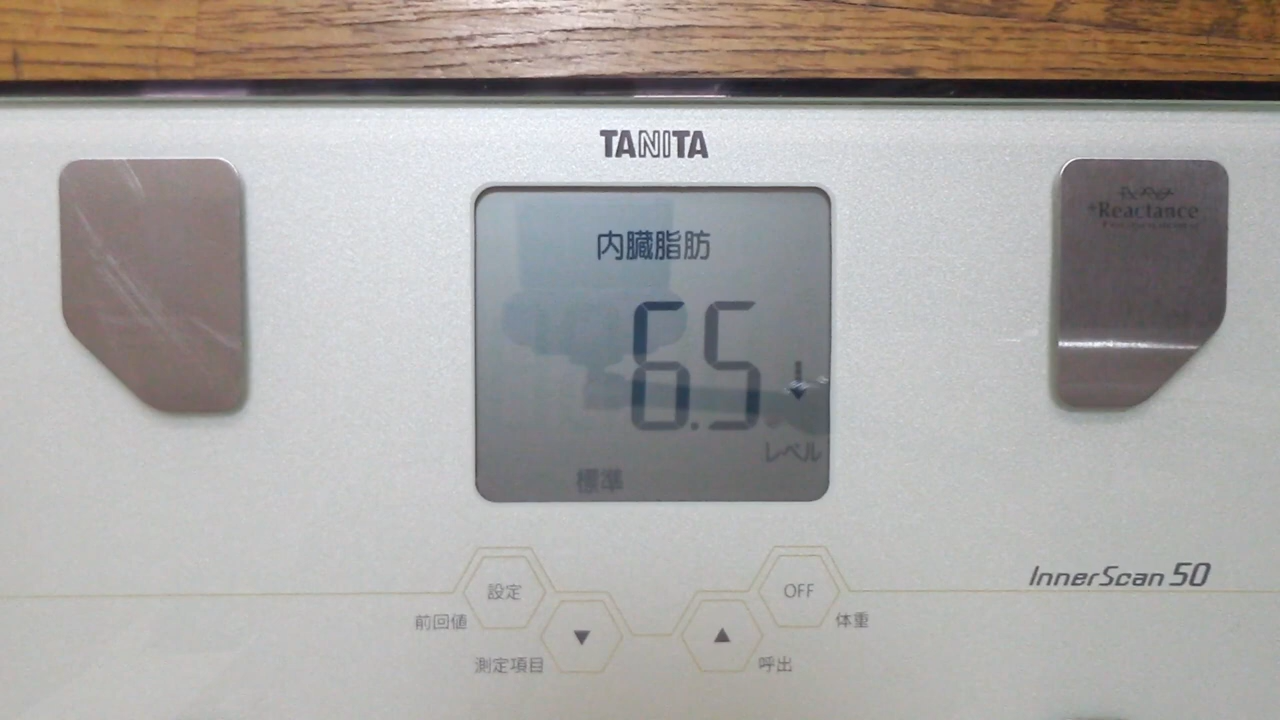 TANITA
+Reactance
内臓脂肪
6.5
レベル
標準
InnerScan 50
設定
OFF
前回値
体重
▼
▲
測定項目
呼出